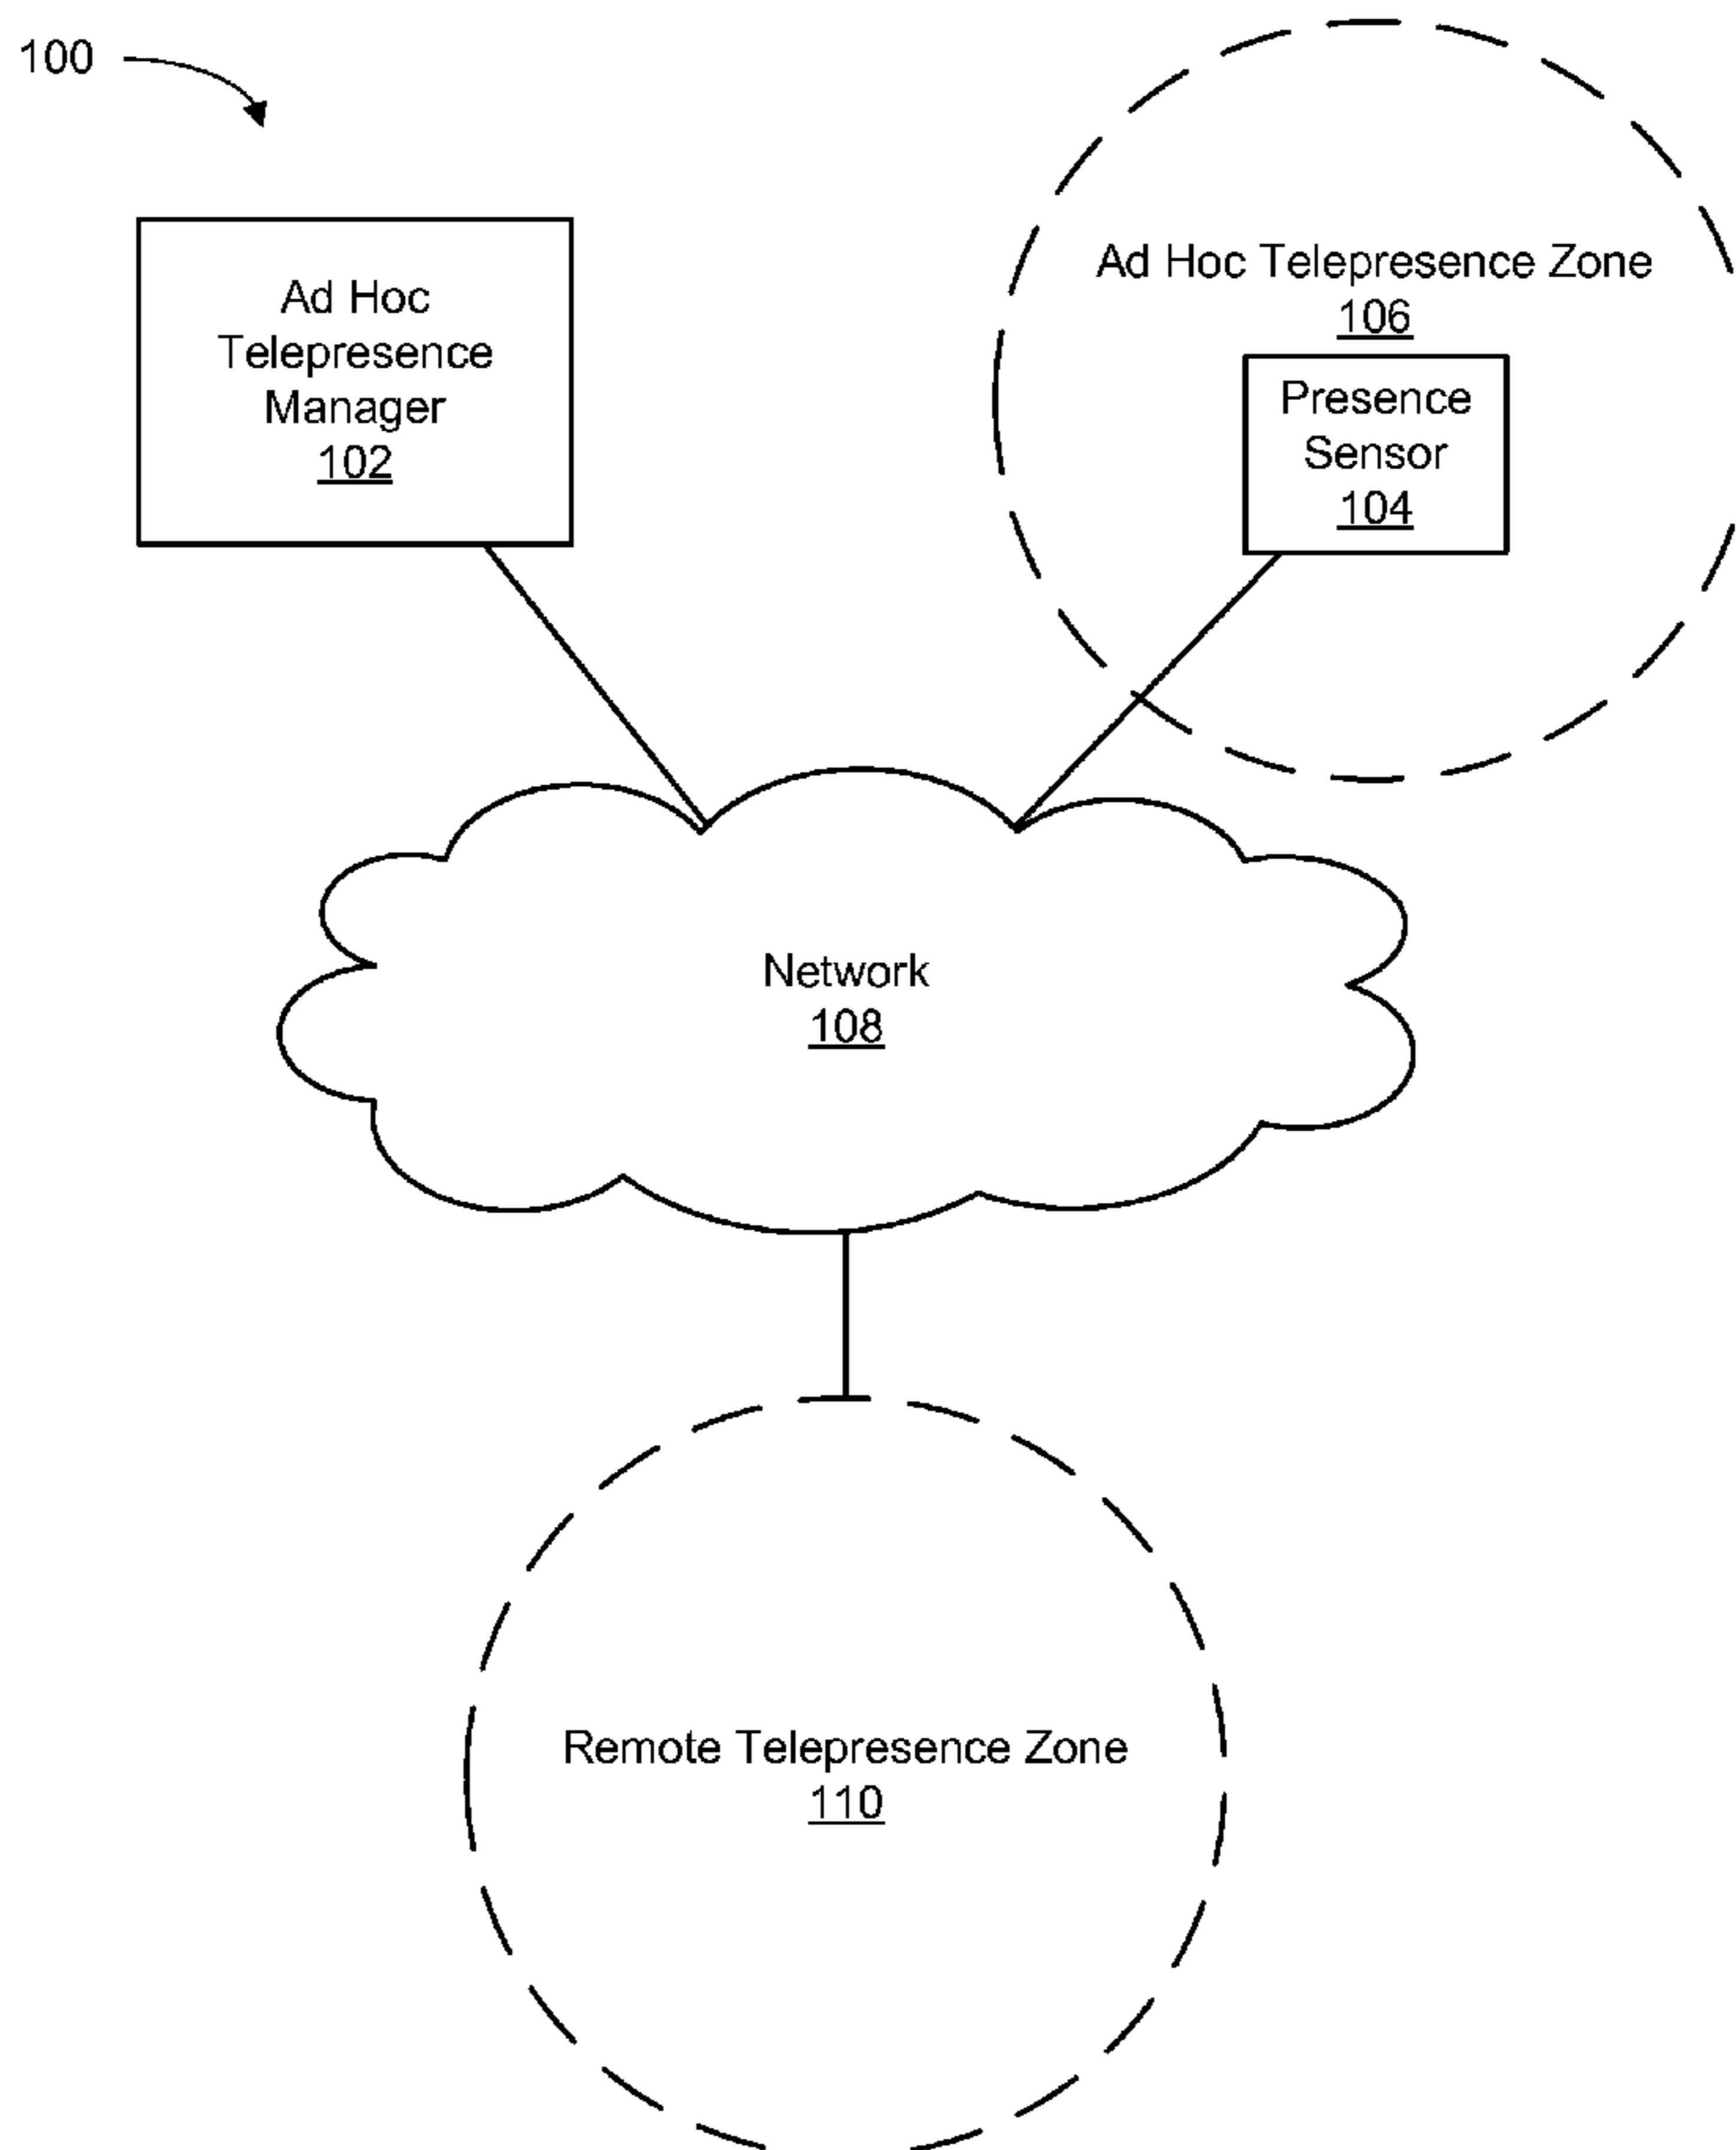 100
Ad Hoc
Telepresence
Manager
102
Ad Hoc Telepresence Zone
106
Presence
Sensor
104
Network
108
Remote Telepresence Zone
110